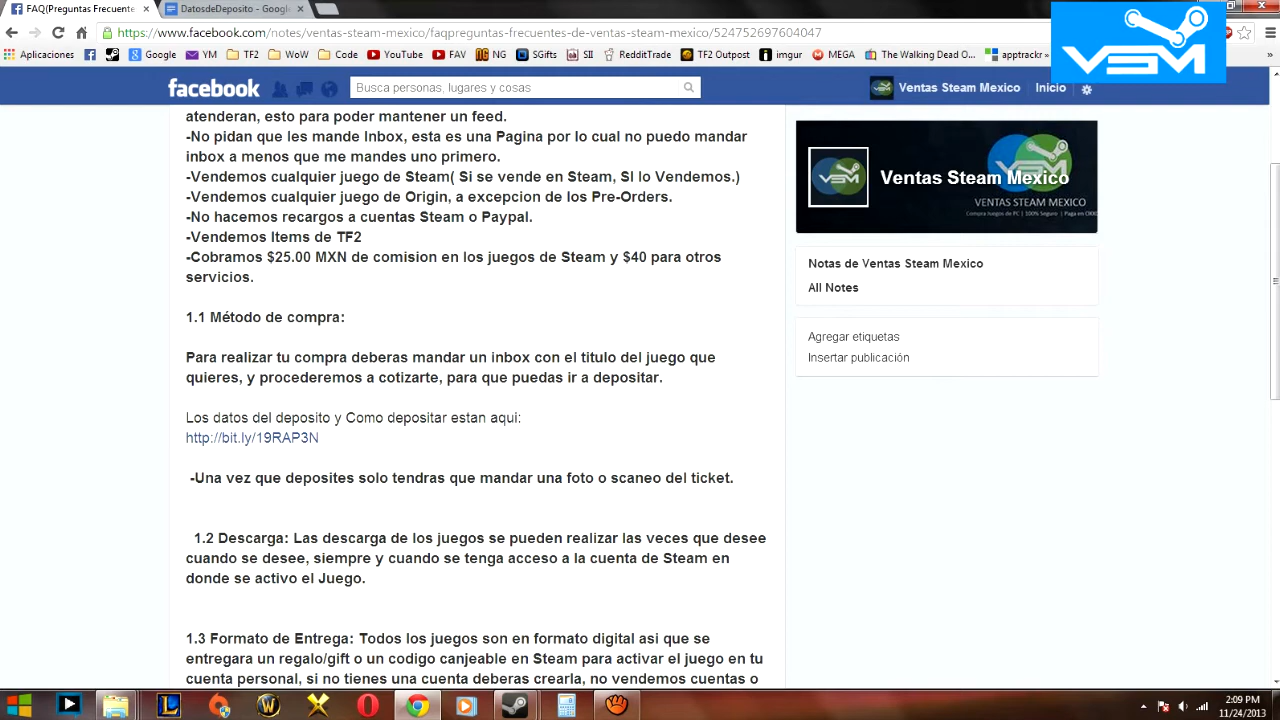 FAQ(Preguntas Frecuente
DatosdeDeposito - Google
https://www.facebook.com/notes/ventas-steam-mexico/faqpreguntas-frecuentesde-ventas-steam-mexico/524752697604047
Aplicaciones
Google
YM
TF2
WoW
Code
YouTube
FAV
NG
SGifts
SII
RedditTrade
TF2 Outpost
imgur
MEGA
The Walking Dead O...
apptrackr
VSM
facebook
Busca personas, lugares y cosas
Ventas Steam Mexico
Inicio
atenderan, esto para poder mantener un feed.
-No pidan que les mande Inbox, esta es una Pagina por lo cual no puedo mandar
inbox a menos que me mandes uno primero.
-Vendemos cualquier juego de Steam( Si se vende en Steam, SI lo Vendemos.)
-Vendemos cualquier juego de Origin, a excepcion de los Pre-Orders.
-No hacemos recargos a cuentas Steam o Paypal.
-Vendemos Items de TF2
-Cobramos $25.00 MXN de comision en los juegos de Steam y $40 para otros
servicios.
1.1 Método de compra:
Para realizar tu compra deberas mandar un inbox con el titulo del juego que
quieres, y procederemos a cotizarte, para que puedas ir a depositar.
Los datos del deposito y Como depositar estan aqui:
http://bit.ly/19RAP3N
-Una vez que deposites solo tendras que mandar una foto o scaneo del ticket.
1.2 Descarga: Las descarga de los juegos se pueden realizar las veces que desee
cuando se desee, siempre y cuando se tenga acceso a la cuenta de Steam en
donde se activo el Juego.
1.3 Formato de Entrega: Todos los juegos son en formato digital asi que se
entregara un regalo/gift o un codigo canjeable en Steam para activar el juego en tu
cuenta personal, si no tienes una cuenta deberas crearla, no vendemos cuentas o
VSM
Ventas Steam Mexico
VSM
VENTAS STEAM MEXICO
Compra Juegos de PC | 100% Seguro | Paga en OXXO
Notas de Ventas Steam Mexico
All Notes
Agregar etiquetas
Insertar publicación
2:09 PM
11/24/2013